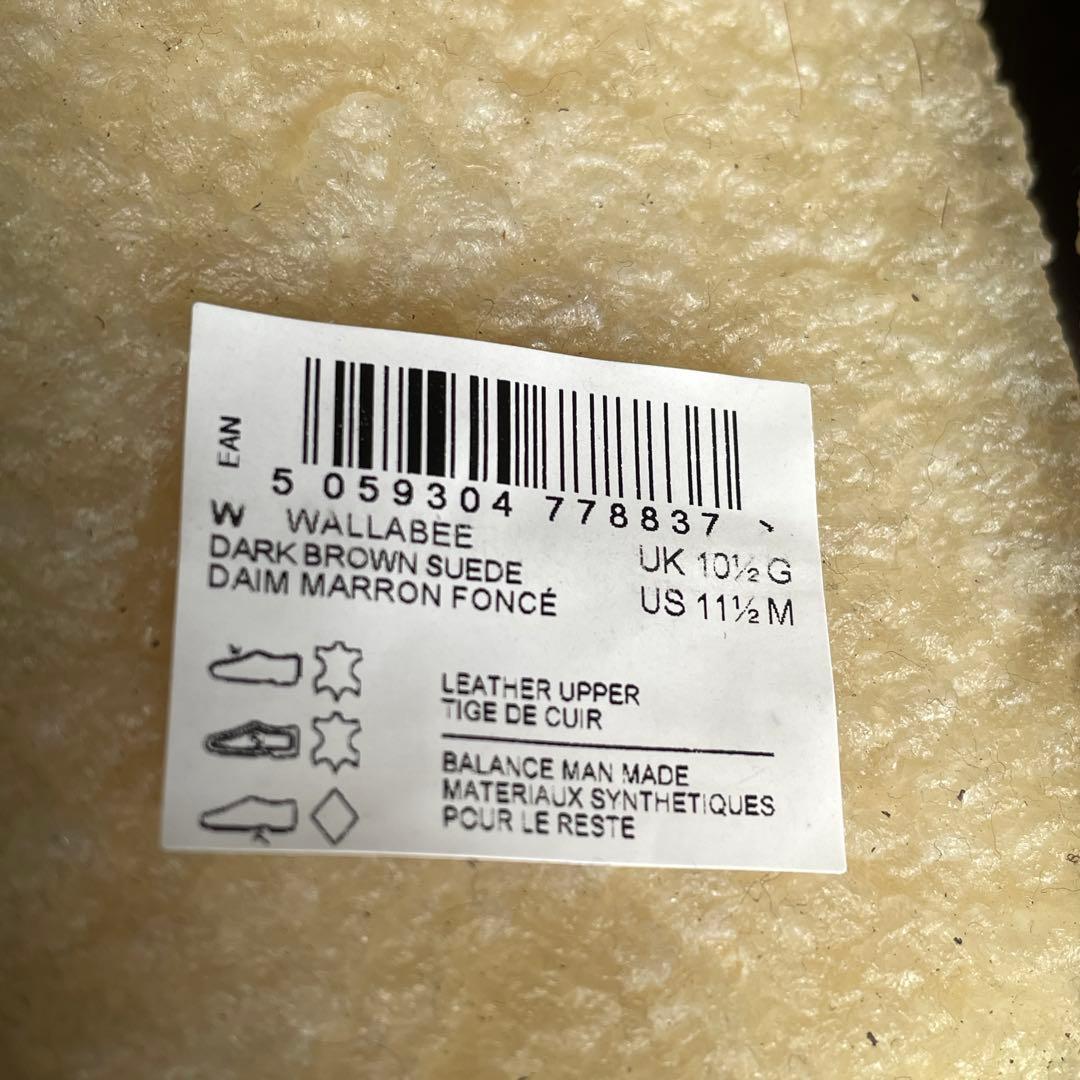 EAN
5 059304 778837 >
W WALLABEE
DARK BROWN SUEDE
DAIM MARRON FONCÉ
UK 10½ G
US 11½ M
LEATHER UPPER
TIGE DE CUIR
BALANCE MAN MADE
MATERIAUX SYNTHETIQUES
POUR LE RESTE